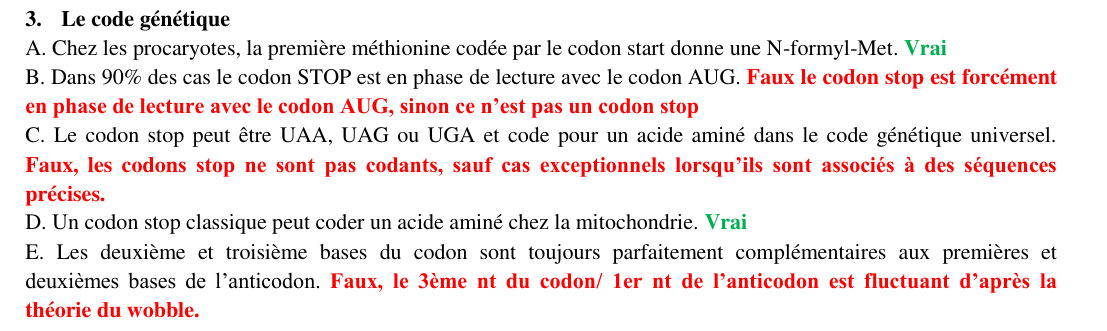 3. Le code génétique
A. Chez les procaryotes, la première méthionine codée par le codon start donne une N-formyl-Met. Vrai
B. Dans 90% des cas le codon STOP est en phase de lecture avec le codon AUG. Faux le codon stop est forcément
en phase de lecture avec le codon AUG, sinon ce n’est pas un codon stop
C. Le codon stop peut être UAA, UAG ou UGA et code pour un acide aminé dans le code génétique universel.
Faux, les codons stop ne sont pas codants, sauf cas exceptionnels lorsqu’ils sont associés à des séquences
précises.
D. Un codon stop classique peut coder un acide aminé chez la mitochondrie. Vrai
E. Les deuxième et troisième bases du codon sont toujours parfaitement complémentaires aux premières et
deuxièmes bases de l’anticodon. Faux, le 3ème nt du codon/ 1er nt de l’anticodon est fluctuant d’après la
théorie du wobble.